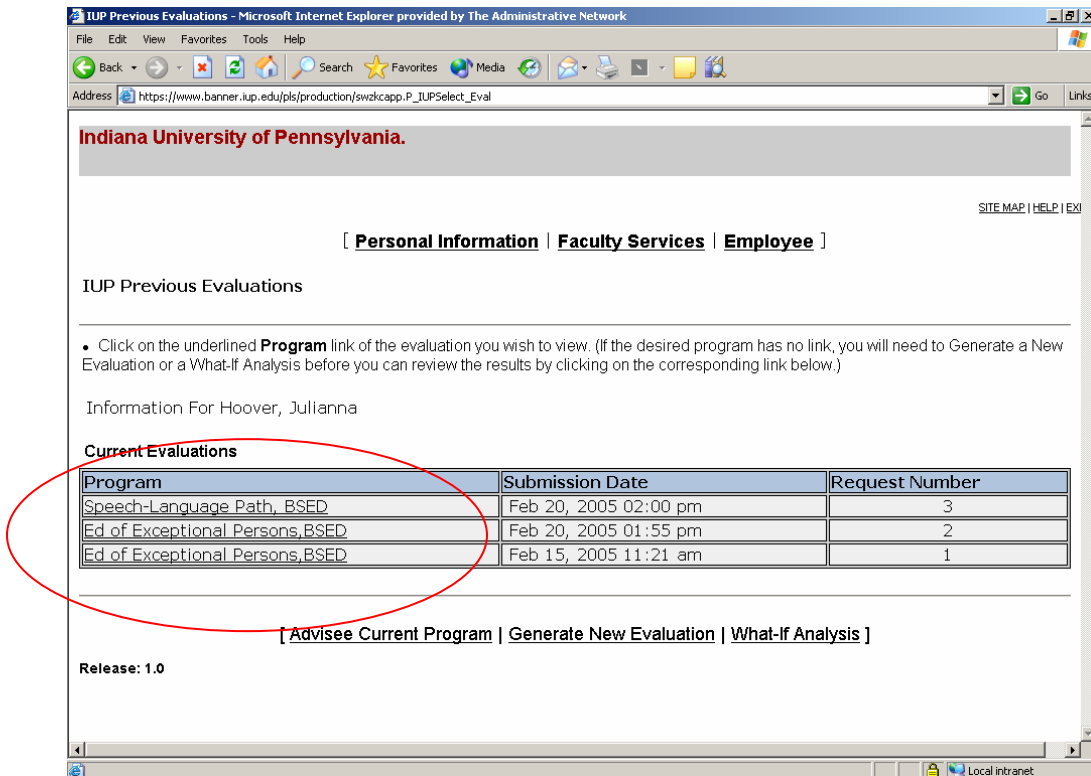 IUP Previous Evaluations - Microsoft Internet Explorer provided by The Administrative Network
File Edit View Favorites Tools Help
Back Search Favorites Media
Address https://www.banner.iup.edu/pls/production/swzkcapp.P_IUPSelect_Eval Go Links
Indiana University of Pennsylvania.
SITE MAP | HELP | EXI
[ Personal Information | Faculty Services | Employee ]
IUP Previous Evaluations
• Click on the underlined Program link of the evaluation you wish to view. (If the desired program has no link, you will need to Generate a New
Evaluation or a What-If Analysis before you can review the results by clicking on the corresponding link below.)
Information For Hoover, Julianna
Current Evaluations
Program Submission Date Request Number
Speech-Language Path, BSED Feb 20, 2005 02:00 pm 3
Ed of Exceptional Persons,BSED Feb 20, 2005 01:55 pm 2
Ed of Exceptional Persons,BSED Feb 15, 2005 11:21 am 1
[ Advisee Current Program | Generate New Evaluation | What-If Analysis ]
Release: 1.0
Local intranet